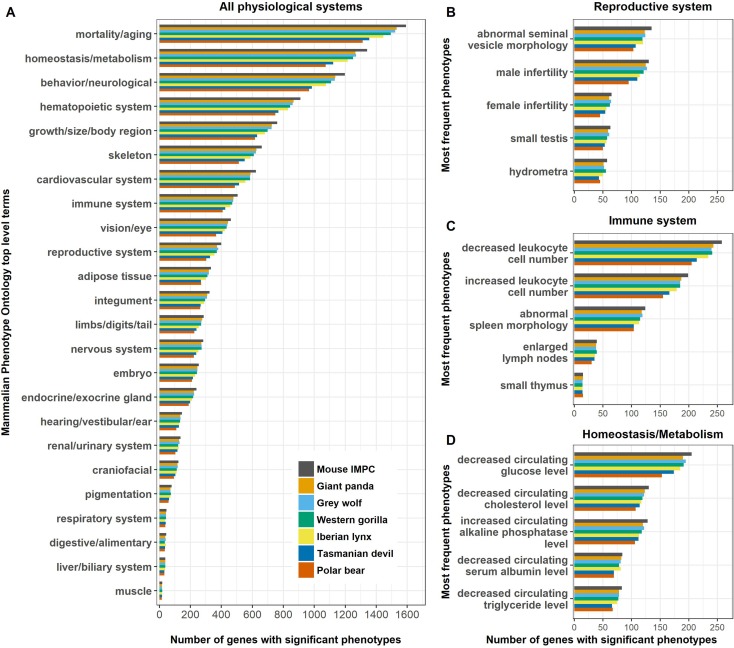 A
All physiological systems
Mammalian Phenotype Ontology top level terms
mortality/aging
homeostasis/metabolism
behavior/neurological
hematopoietic system
growth/size/body region
skeleton
cardiovascular system
immune system
vision/eye
reproductive system
adipose tissue
integument
limbs/digits/tail
nervous system
embryo
endocrine/exocrine gland
hearing/vestibular/ear
renal/urinary system
craniofacial
pigmentation
respiratory system
digestive/alimentary
liver/biliary system
muscle
Mouse IMPC
Giant panda
Grey wolf
Western gorilla
Iberian lynx
Tasmanian devil
Polar bear
0 200 400 600 800 1000 1200 1400 1600
Number of genes with significant phenotypes
B
Reproductive system
Most frequent phenotypes
abnormal seminal
vesicle morphology
male infertility
female infertility
small testis
hydrometra
0 50 100 150 200 250
C
Immune system
Most frequent phenotypes
decreased leukocyte
cell number
increased leukocyte
cell number
abnormal
spleen morphology
enlarged
lymph nodes
small thymus
0 50 100 150 200 250
D
Homeostasis/Metabolism
Most frequent phenotypes
decreased circulating
glucose level
decreased circulating
cholesterol level
increased circulating
alkaline phosphatase
level
decreased circulating
serum albumin level
decreased circulating
triglyceride level
0 50 100 150 200 250
Number of genes with significant phenotypes